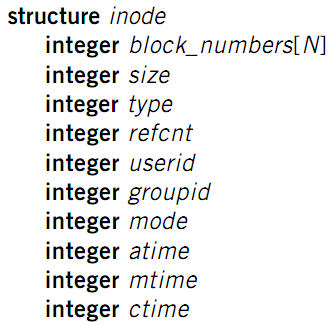 structure inode
integer block_numbers[N]
integer size
integer type
integer refcnt
integer userid
integer groupid
integer mode
integer atime
integer mtime
integer ctime